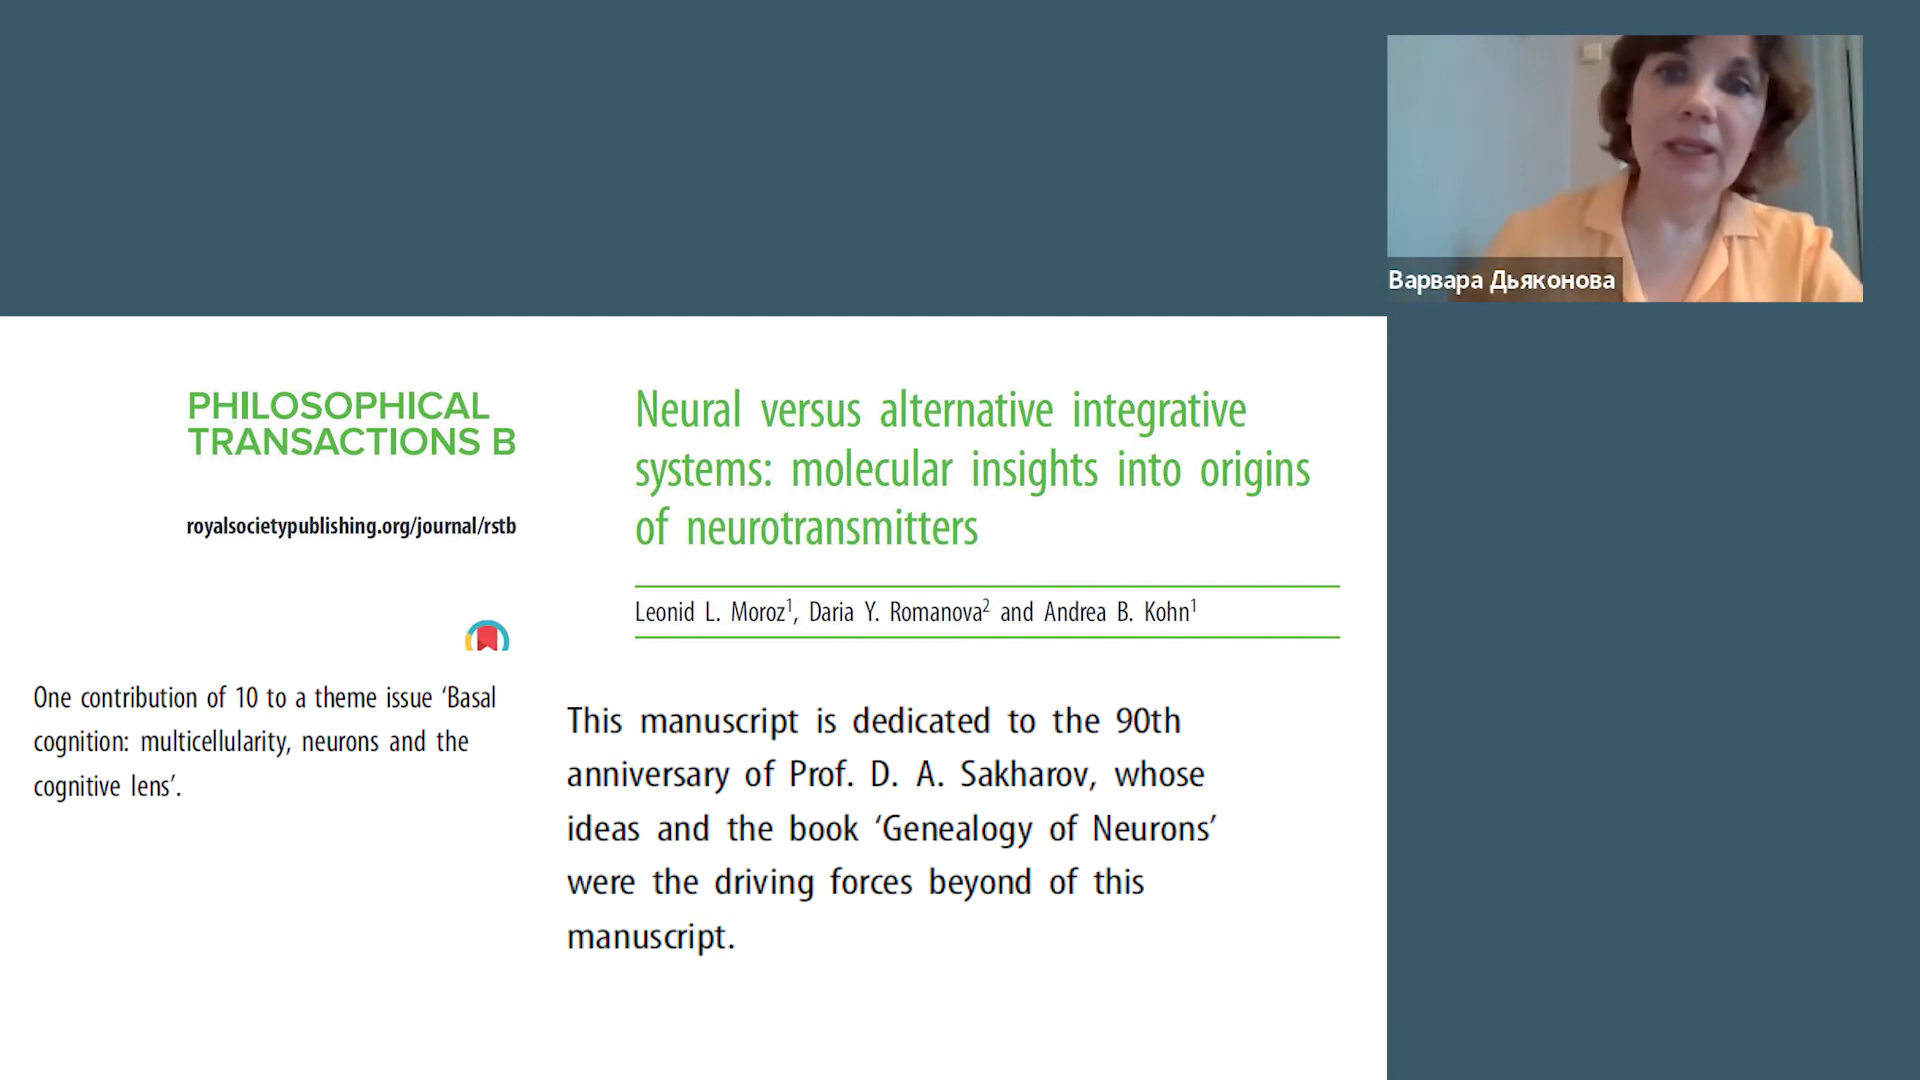 Варвара Дьяконова
PHILOSOPHICAL
TRANSACTIONS B
royalsocietypublishing.org/journal/rstb
One contribution of 10 to a theme issue ‘Basal
cognition: multicellularity, neurons and the
cognitive lens’.
Neural versus alternative integrative
systems: molecular insights into origins
of neurotransmitters
Leonid L. Moroz1, Daria Y. Romanova2 and Andrea B. Kohn1
This manuscript is dedicated to the 90th
anniversary of Prof. D. A. Sakharov, whose
ideas and the book ‘Genealogy of Neurons’
were the driving forces beyond of this
manuscript.